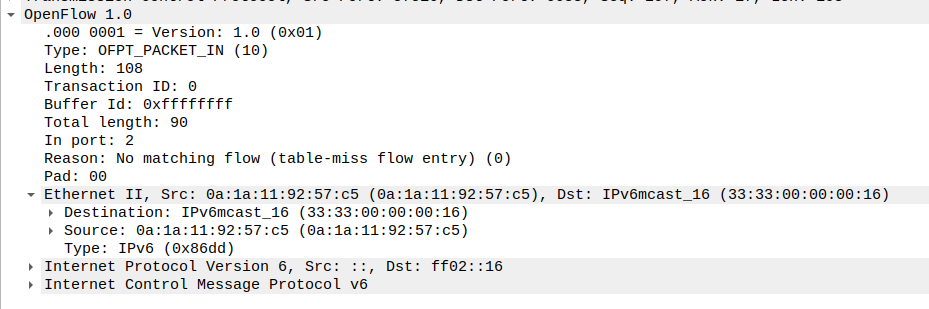 OpenFlow 1.0
.000 0001 = Version: 1.0 (0x01)
Type: OFPT_PACKET_IN (10)
Length: 108
Transaction ID: 0
Buffer Id: 0xffffffff
Total length: 90
In port: 2
Reason: No matching flow (table-miss flow entry) (0)
Pad: 00
Ethernet II, Src: 0a:1a:11:92:57:c5 (0a:1a:11:92:57:c5), Dst: IPv6mcast_16 (33:33:00:00:00:16)
Destination: IPv6mcast_16 (33:33:00:00:00:16)
Source: 0a:1a:11:92:57:c5 (0a:1a:11:92:57:c5)
Type: IPv6 (0x86dd)
Internet Protocol Version 6, Src: ::, Dst: ff02::16
Internet Control Message Protocol v6